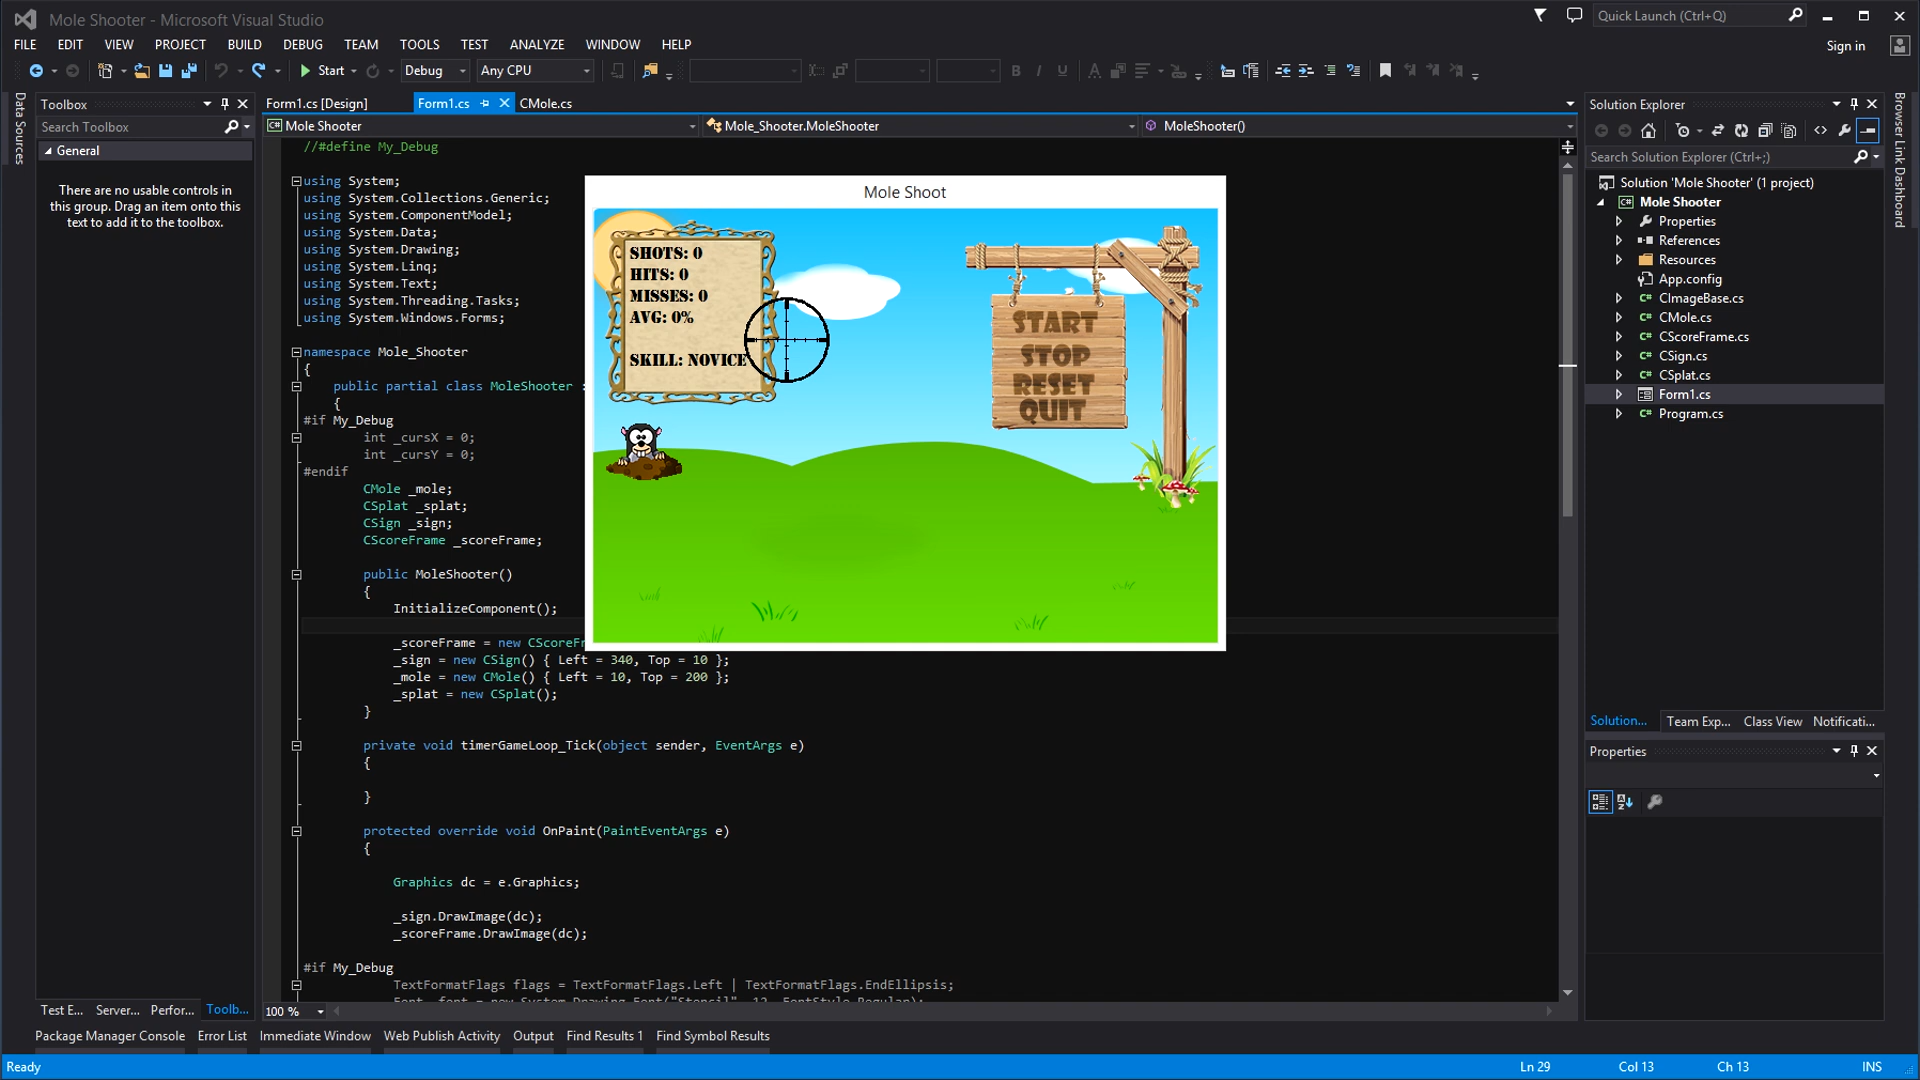 Mole Shooter - Microsoft Visual Studio
Quick Launch (Ctrl+Q)
FILE EDIT VIEW PROJECT BUILD DEBUG TEAM TOOLS TEST ANALYZE WINDOW HELP
Sign in
Start Debug Any CPU
Data Sources
Toolbox
Search Toolbox
General
There are no usable controls in
this group. Drag an item onto this
text to add it to the toolbox.
Test E... Server... Perfor... Toolb...
Form1.cs [Design] Form1.cs CMole.cs
Mole Shooter Mole_Shooter.MoleShooter MoleShooter()
//#define My_Debug
using System;
using System.Collections.Generic;
using System.ComponentModel;
using System.Data;
using System.Drawing;
using System.Linq;
using System.Text;
using System.Threading.Tasks;
using System.Windows.Forms;
namespace Mole_Shooter
{
public partial class MoleShooter :
{
#if My_Debug
int _cursX = 0;
int _cursY = 0;
#endif
CMole _mole;
CSplat _splat;
CSign _sign;
CScoreFrame _scoreFrame;
public MoleShooter()
{
InitializeComponent();
_scoreFrame = new CScoreFr
_sign = new CSign() { Left = 340, Top = 10 };
_mole = new CMole() { Left = 10, Top = 200 };
_splat = new CSplat();
}
private void timerGameLoop_Tick(object sender, EventArgs e)
{
}
protected override void OnPaint(PaintEventArgs e)
{
Graphics dc = e.Graphics;
_sign.DrawImage(dc);
_scoreFrame.DrawImage(dc);
#if My_Debug
TextFormatFlags flags = TextFormatFlags.Left | TextFormatFlags.EndEllipsis;
Font _font = new System.Drawing.Font("Stencil", 12, FontStyle.Regular);
100 %
Mole Shoot
SHOTS: 0
HITS: 0
MISSES: 0
AVG: 0%
SKILL: NOVICE
START
STOP
RESET
QUIT
Solution Explorer
Search Solution Explorer (Ctrl+;)
Solution 'Mole Shooter' (1 project)
Mole Shooter
Properties
References
Resources
App.config
CImageBase.cs
CMole.cs
CScoreFrame.cs
CSign.cs
CSplat.cs
Form1.cs
Program.cs
Solution... Team Exp... Class View Notificati...
Properties
Browser Link Dashboard
Package Manager Console Error List Immediate Window Web Publish Activity Output Find Results 1 Find Symbol Results
Ready Ln 29 Col 13 Ch 13 INS